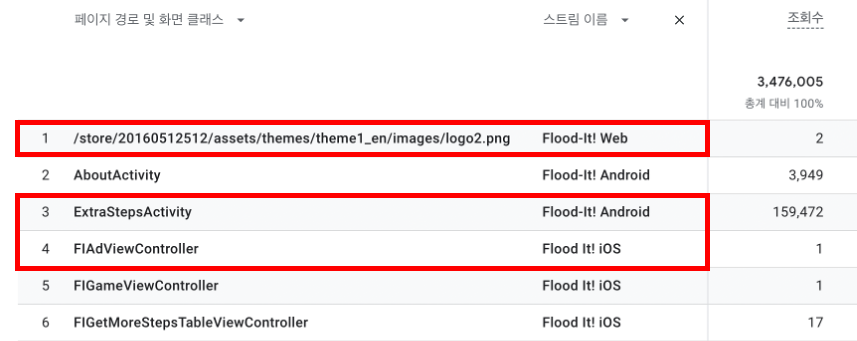 페이지 경로 및 화면 클래스 스트림 이름 조회수
3,476,005
총계 대비 100%
1 /store/20160512512/assets/themes/theme1_en/images/logo2.png Flood-It! Web 2
2 AboutActivity Flood-It! Android 3,949
3 ExtraStepsActivity Flood-It! Android 159,472
4 FIAdViewController Flood It! iOS 1
5 FIGameViewController Flood It! iOS 1
6 FIGetMoreStepsTableViewController Flood It! iOS 17